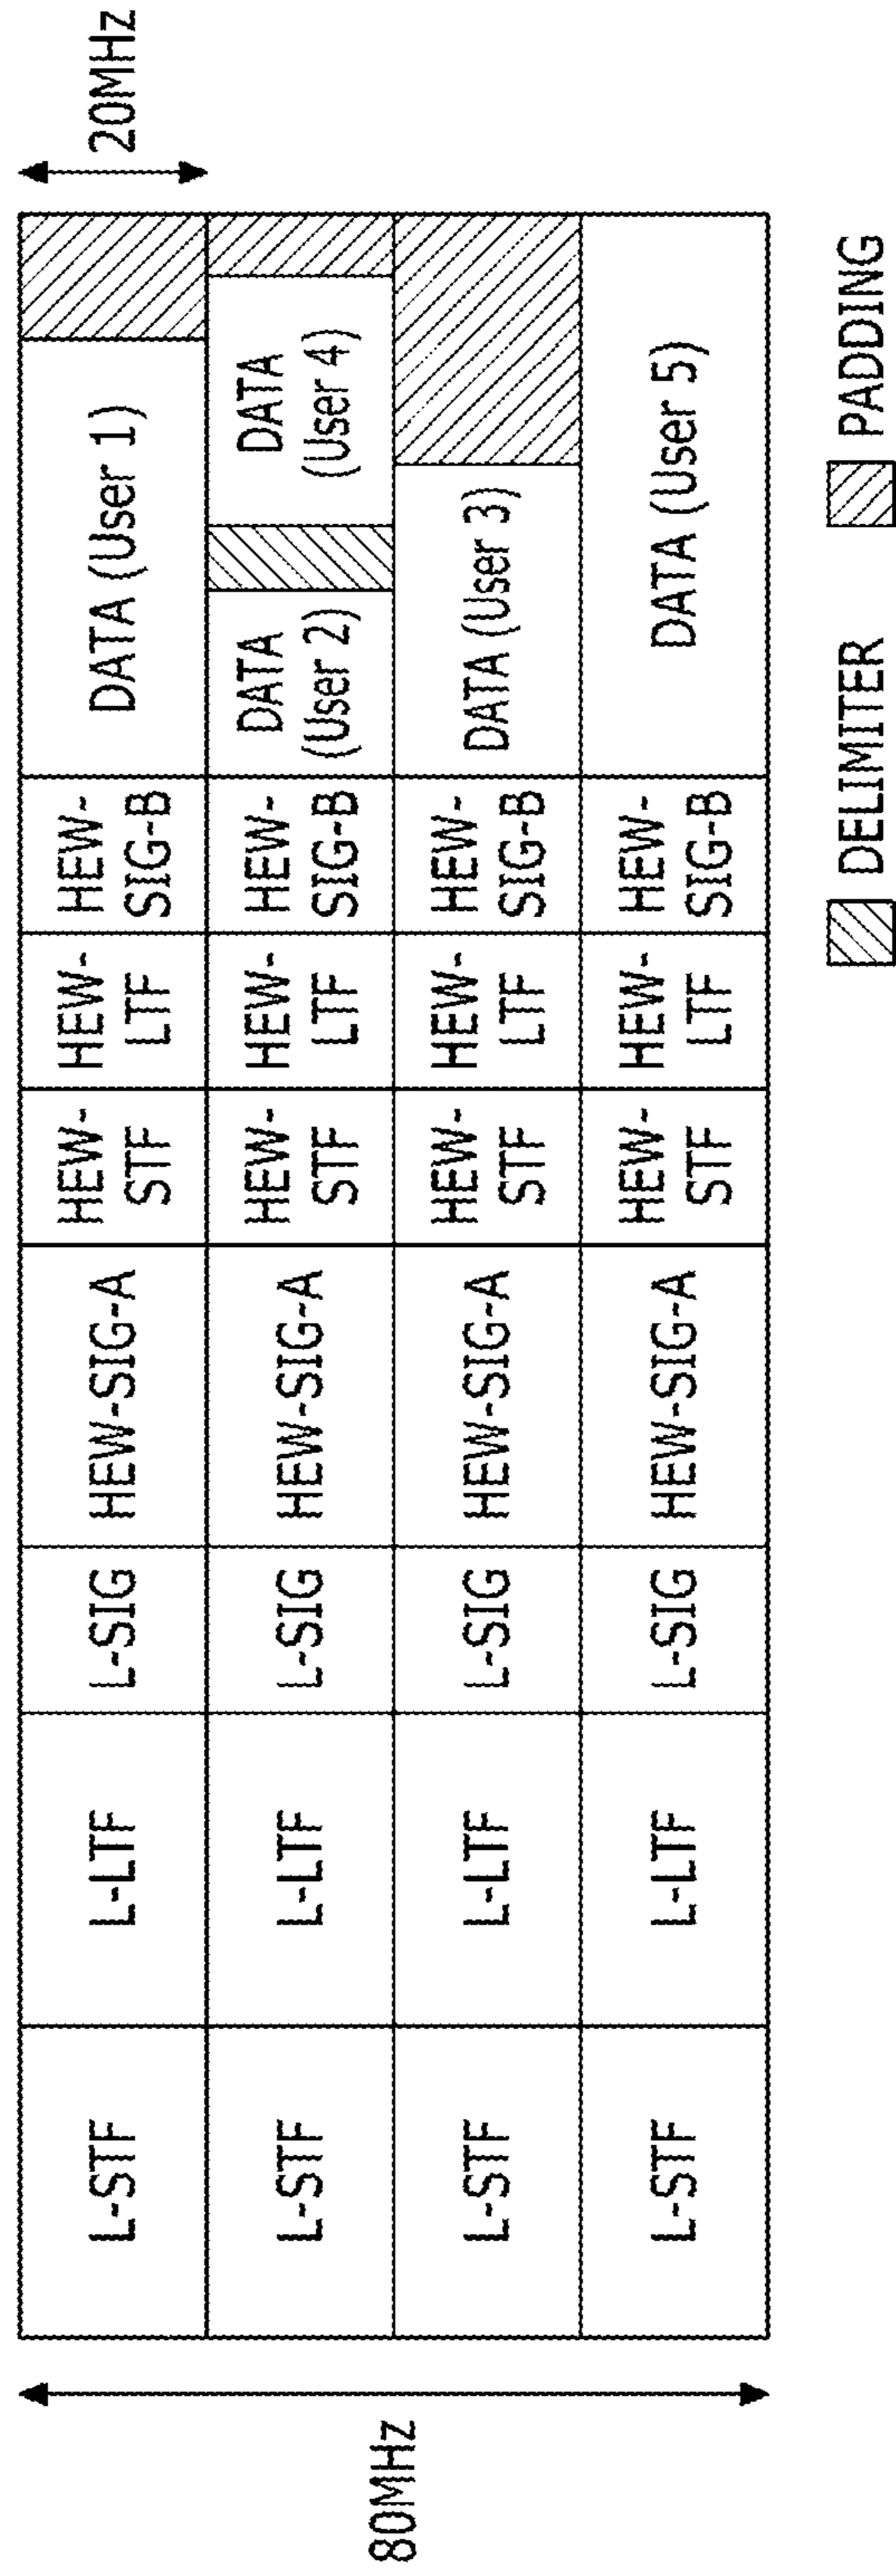 20MHz
80MHz
L-STF
L-LTF
L-SIG
HEW-SIG-A
HEW-
STF
HEW-
LTF
HEW-
SIG-B
DATA (User 1)
L-STF
L-LTF
L-SIG
HEW-SIG-A
HEW-
STF
HEW-
LTF
HEW-
SIG-B
DATA
(User 2)
DATA
(User 4)
L-STF
L-LTF
L-SIG
HEW-SIG-A
HEW-
STF
HEW-
LTF
HEW-
SIG-B
DATA (User 3)
L-STF
L-LTF
L-SIG
HEW-SIG-A
HEW-
STF
HEW-
LTF
HEW-
SIG-B
DATA (User 5)
DELIMITER
PADDING